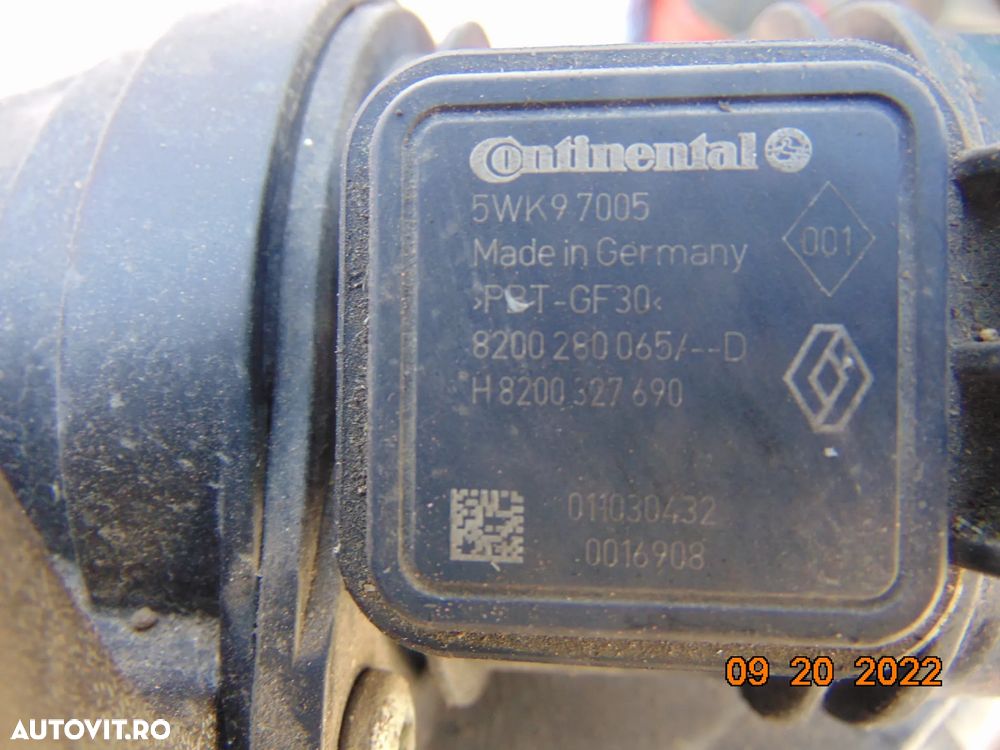 Continental
5WK9 7005
Made in Germany
001
>PBT-GF30<
8200 280 065/--D
H 8200 327 690
011030432
0016908
09 20 2022
AUTOVIT.RO